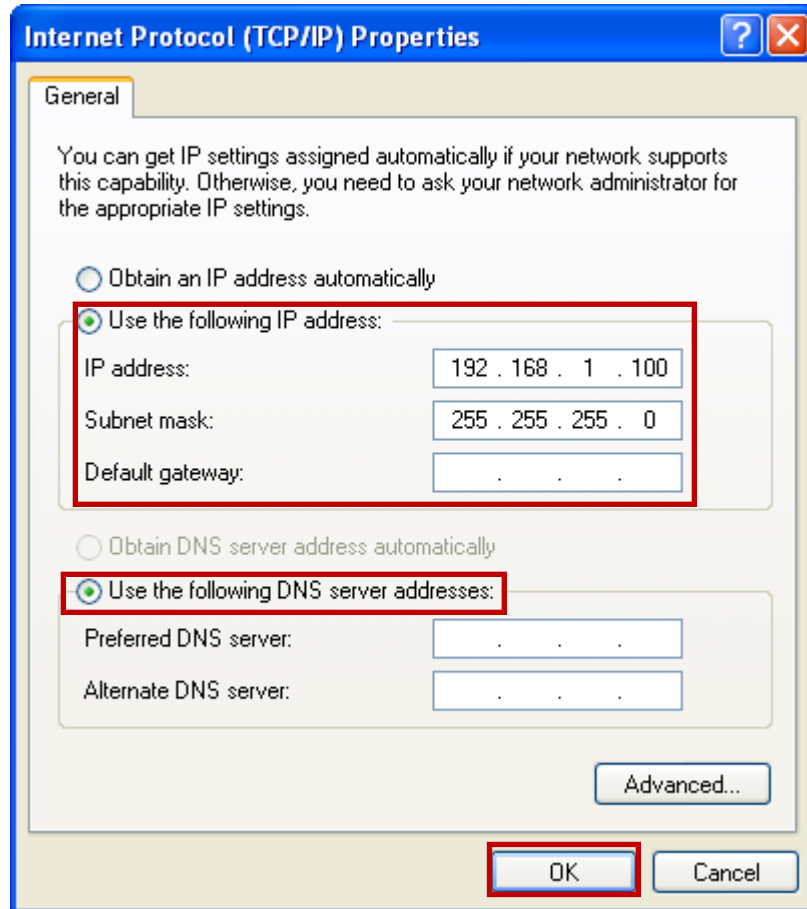 Internet Protocol (TCP/IP) Properties
General
You can get IP settings assigned automatically if your network supports
this capability. Otherwise, you need to ask your network administrator for
the appropriate IP settings.
Obtain an IP address automatically
Use the following IP address:
IP address: 192 . 168 . 1 . 100
Subnet mask: 255 . 255 . 255 . 0
Default gateway: . . .
Obtain DNS server address automatically
Use the following DNS server addresses:
Preferred DNS server: . . .
Alternate DNS server: . . .
Advanced...
OK Cancel